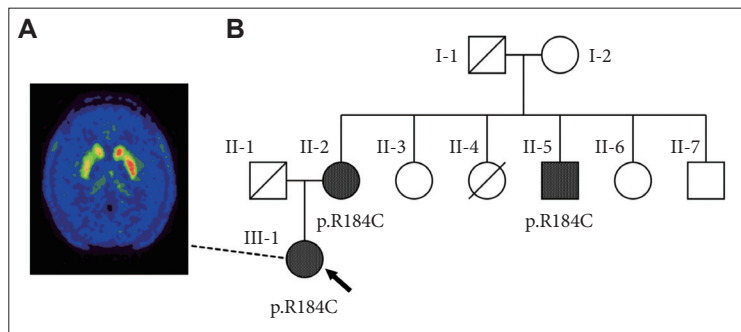 A
B
I-1
I-2
II-1
II-2
II-3
II-4
II-5
II-6
II-7
p.R184C
p.R184C
III-1
p.R184C